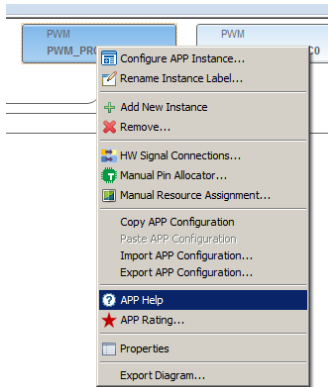 PWM
PWM
PWM_PRO
C0
Configure APP Instance...
Rename Instance Label...
Add New Instance
Remove...
HW Signal Connections...
Manual Pin Allocator...
Manual Resource Assignment...
Copy APP Configuration
Paste APP Configuration
Import APP Configuration...
Export APP Configuration...
APP Help
APP Rating...
Properties
Export Diagram...